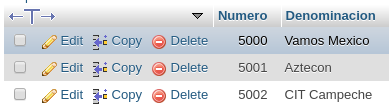 Numero Denominacion
Edit Copy Delete 5000 Vamos Mexico
Edit Copy Delete 5001 Aztecon
Edit Copy Delete 5002 CIT Campeche